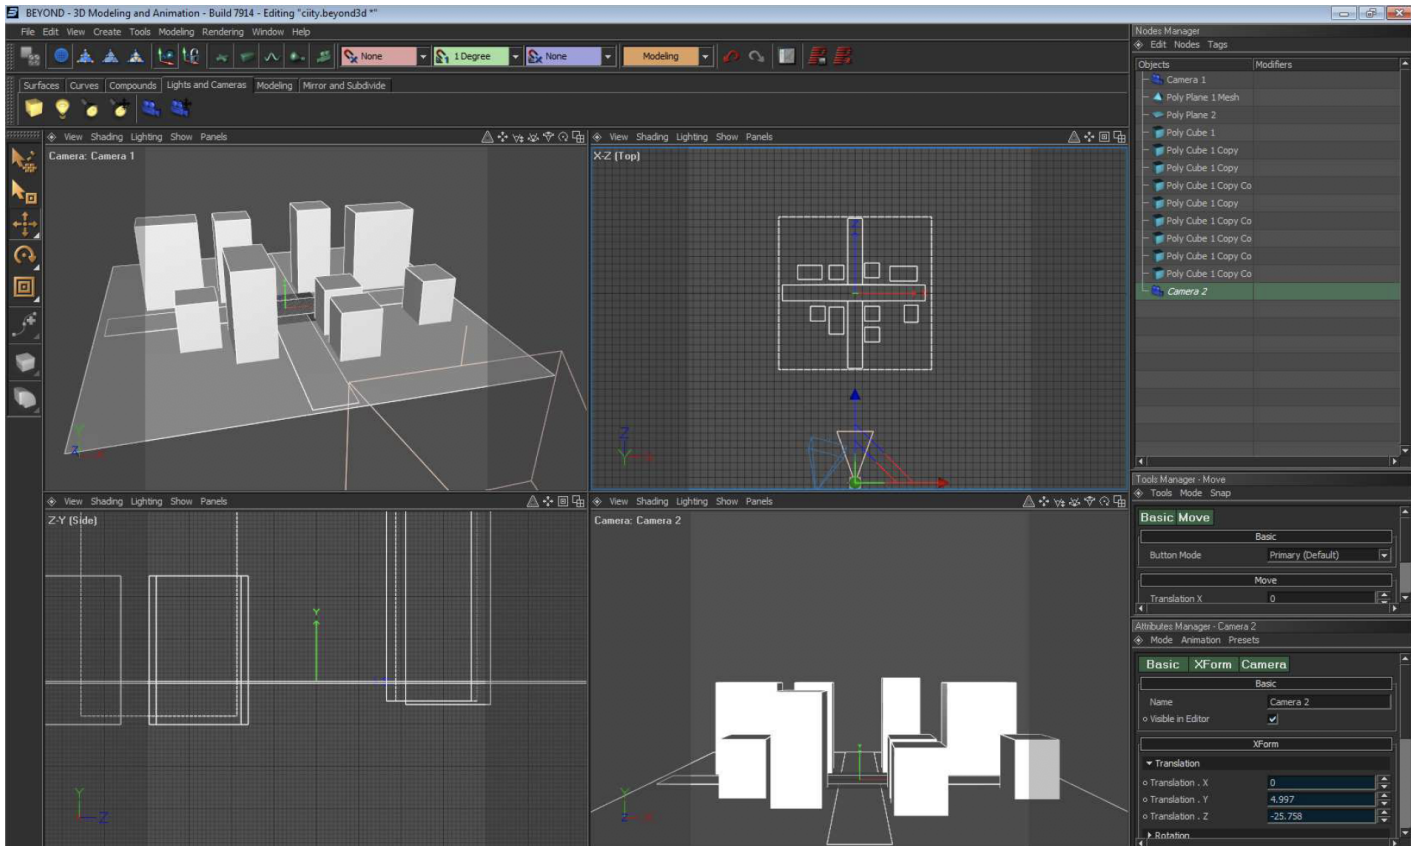 BEYOND - 3D Modeling and Animation - Build 7914 - Editing "ciity.beyond3d *"
File Edit View Create Tools Modeling Rendering Window Help
None 1 Degree None Modeling
Surfaces Curves Compounds Lights and Cameras Modeling Mirror and Subdivide
View Shading Lighting Show Panels
Camera: Camera 1
Y
Z X
View Shading Lighting Show Panels
X-Z (Top)
Z
Y X
View Shading Lighting Show Panels
Z-Y (Side)
Y
Y
Z
View Shading Lighting Show Panels
Camera: Camera 2
Y
Z X
Nodes Manager
Edit Nodes Tags
Objects Modifiers
Camera 1
Poly Plane 1 Mesh
Poly Plane 2
Poly Cube 1
Poly Cube 1 Copy
Poly Cube 1 Copy
Poly Cube 1 Copy Co
Poly Cube 1 Copy
Poly Cube 1 Copy Co
Poly Cube 1 Copy Co
Poly Cube 1 Copy Co
Poly Cube 1 Copy Co
Camera 2
Tools Manager - Move
Tools Mode Snap
Basic Move
Basic
Button Mode Primary (Default)
Move
Translation X 0
Attributes Manager - Camera 2
Mode Animation Presets
Basic XForm Camera
Basic
Name Camera 2
Visible in Editor
XForm
Translation
Translation . X 0
Translation . Y 4.997
Translation . Z -25.758
Rotation